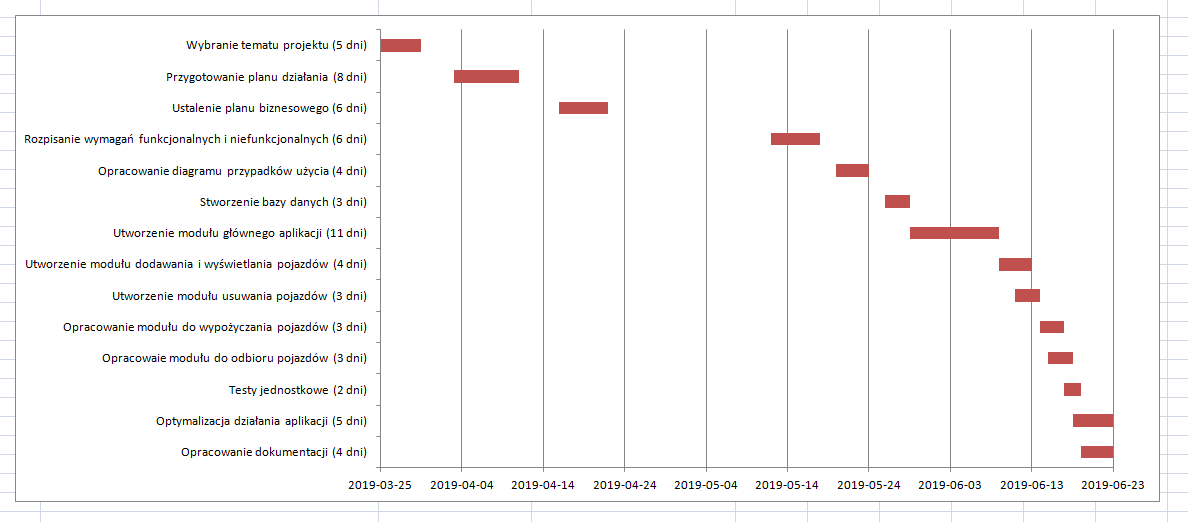 Wybranie tematu projektu (5 dni)
Przygotowanie planu działania (8 dni)
Ustalenie planu biznesowego (6 dni)
Rozpisanie wymagań funkcjonalnych i niefunkcjonalnych (6 dni)
Opracowanie diagramu przypadków użycia (4 dni)
Stworzenie bazy danych (3 dni)
Utworzenie modułu głównego aplikacji (11 dni)
Utworzenie modułu dodawania i wyświetlania pojazdów (4 dni)
Utworzenie modułu usuwania pojazdów (3 dni)
Opracowanie modułu do wypożyczania pojazdów (3 dni)
Opracowaie modułu do odbioru pojazdów (3 dni)
Testy jednostkowe (2 dni)
Optymalizacja działania aplikacji (5 dni)
Opracowanie dokumentacji (4 dni)
2019-03-25 2019-04-04 2019-04-14 2019-04-24 2019-05-04 2019-05-14 2019-05-24 2019-06-03 2019-06-13 2019-06-23